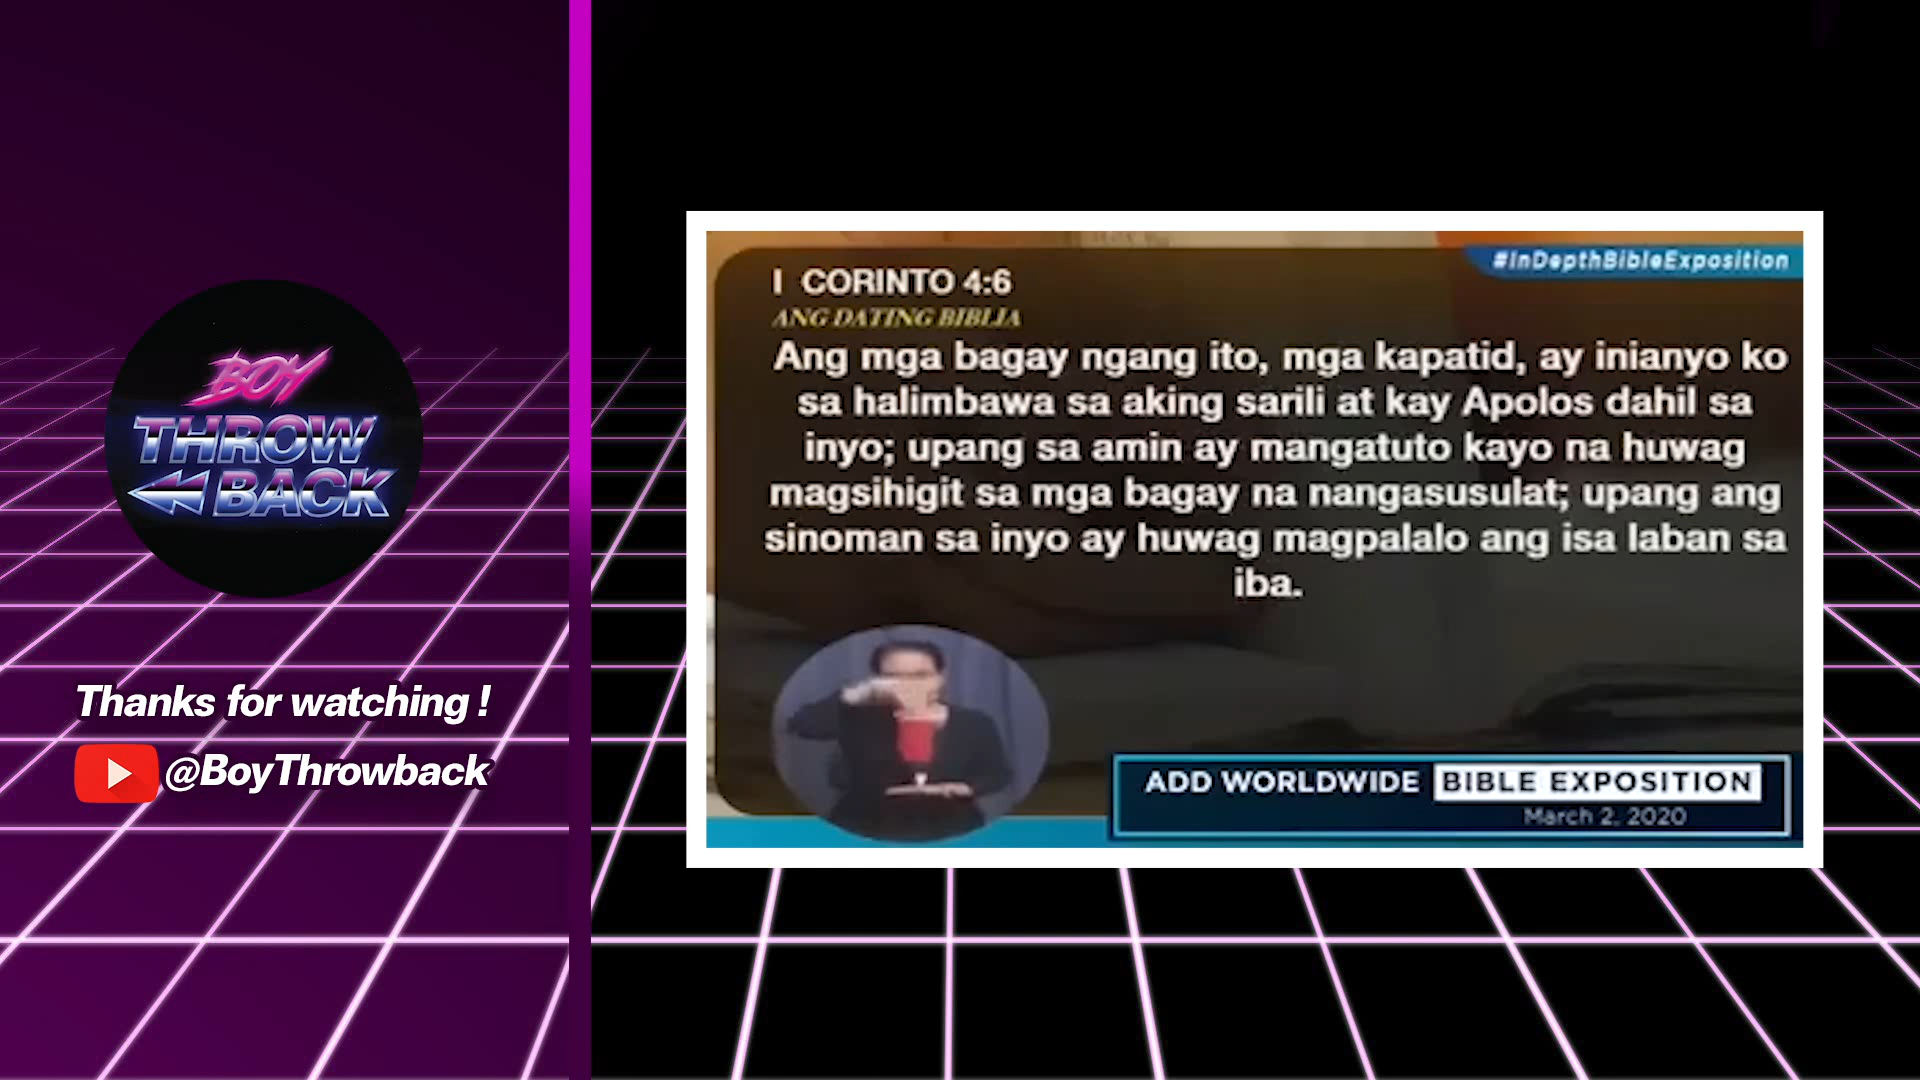 BOY
THROW
BACK
Thanks for watching !
@BoyThrowback
#InDepthBibleExposition
I CORINTO 4:6
ANG DATING BIBLIA
Ang mga bagay ngang ito, mga kapatid, ay inianyo ko
sa halimbawa sa aking sarili at kay Apolos dahil sa
inyo; upang sa amin ay mangatuto kayo na huwag
magsihigit sa mga bagay na nangasusulat; upang ang
sinoman sa inyo ay huwag magpalalo ang isa laban sa
iba.
ADD WORLDWIDE BIBLE EXPOSITION
March 2, 2020